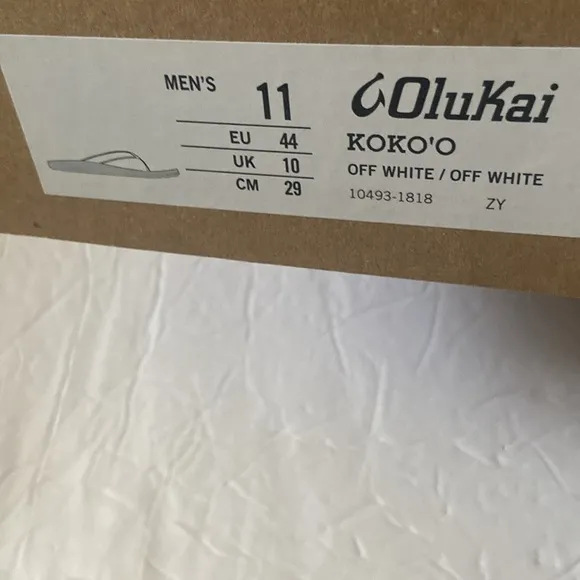 MEN'S 11
EU 44
UK 10
CM 29
OluKai
KOKO'O
OFF WHITE / OFF WHITE
10493-1818 ZY